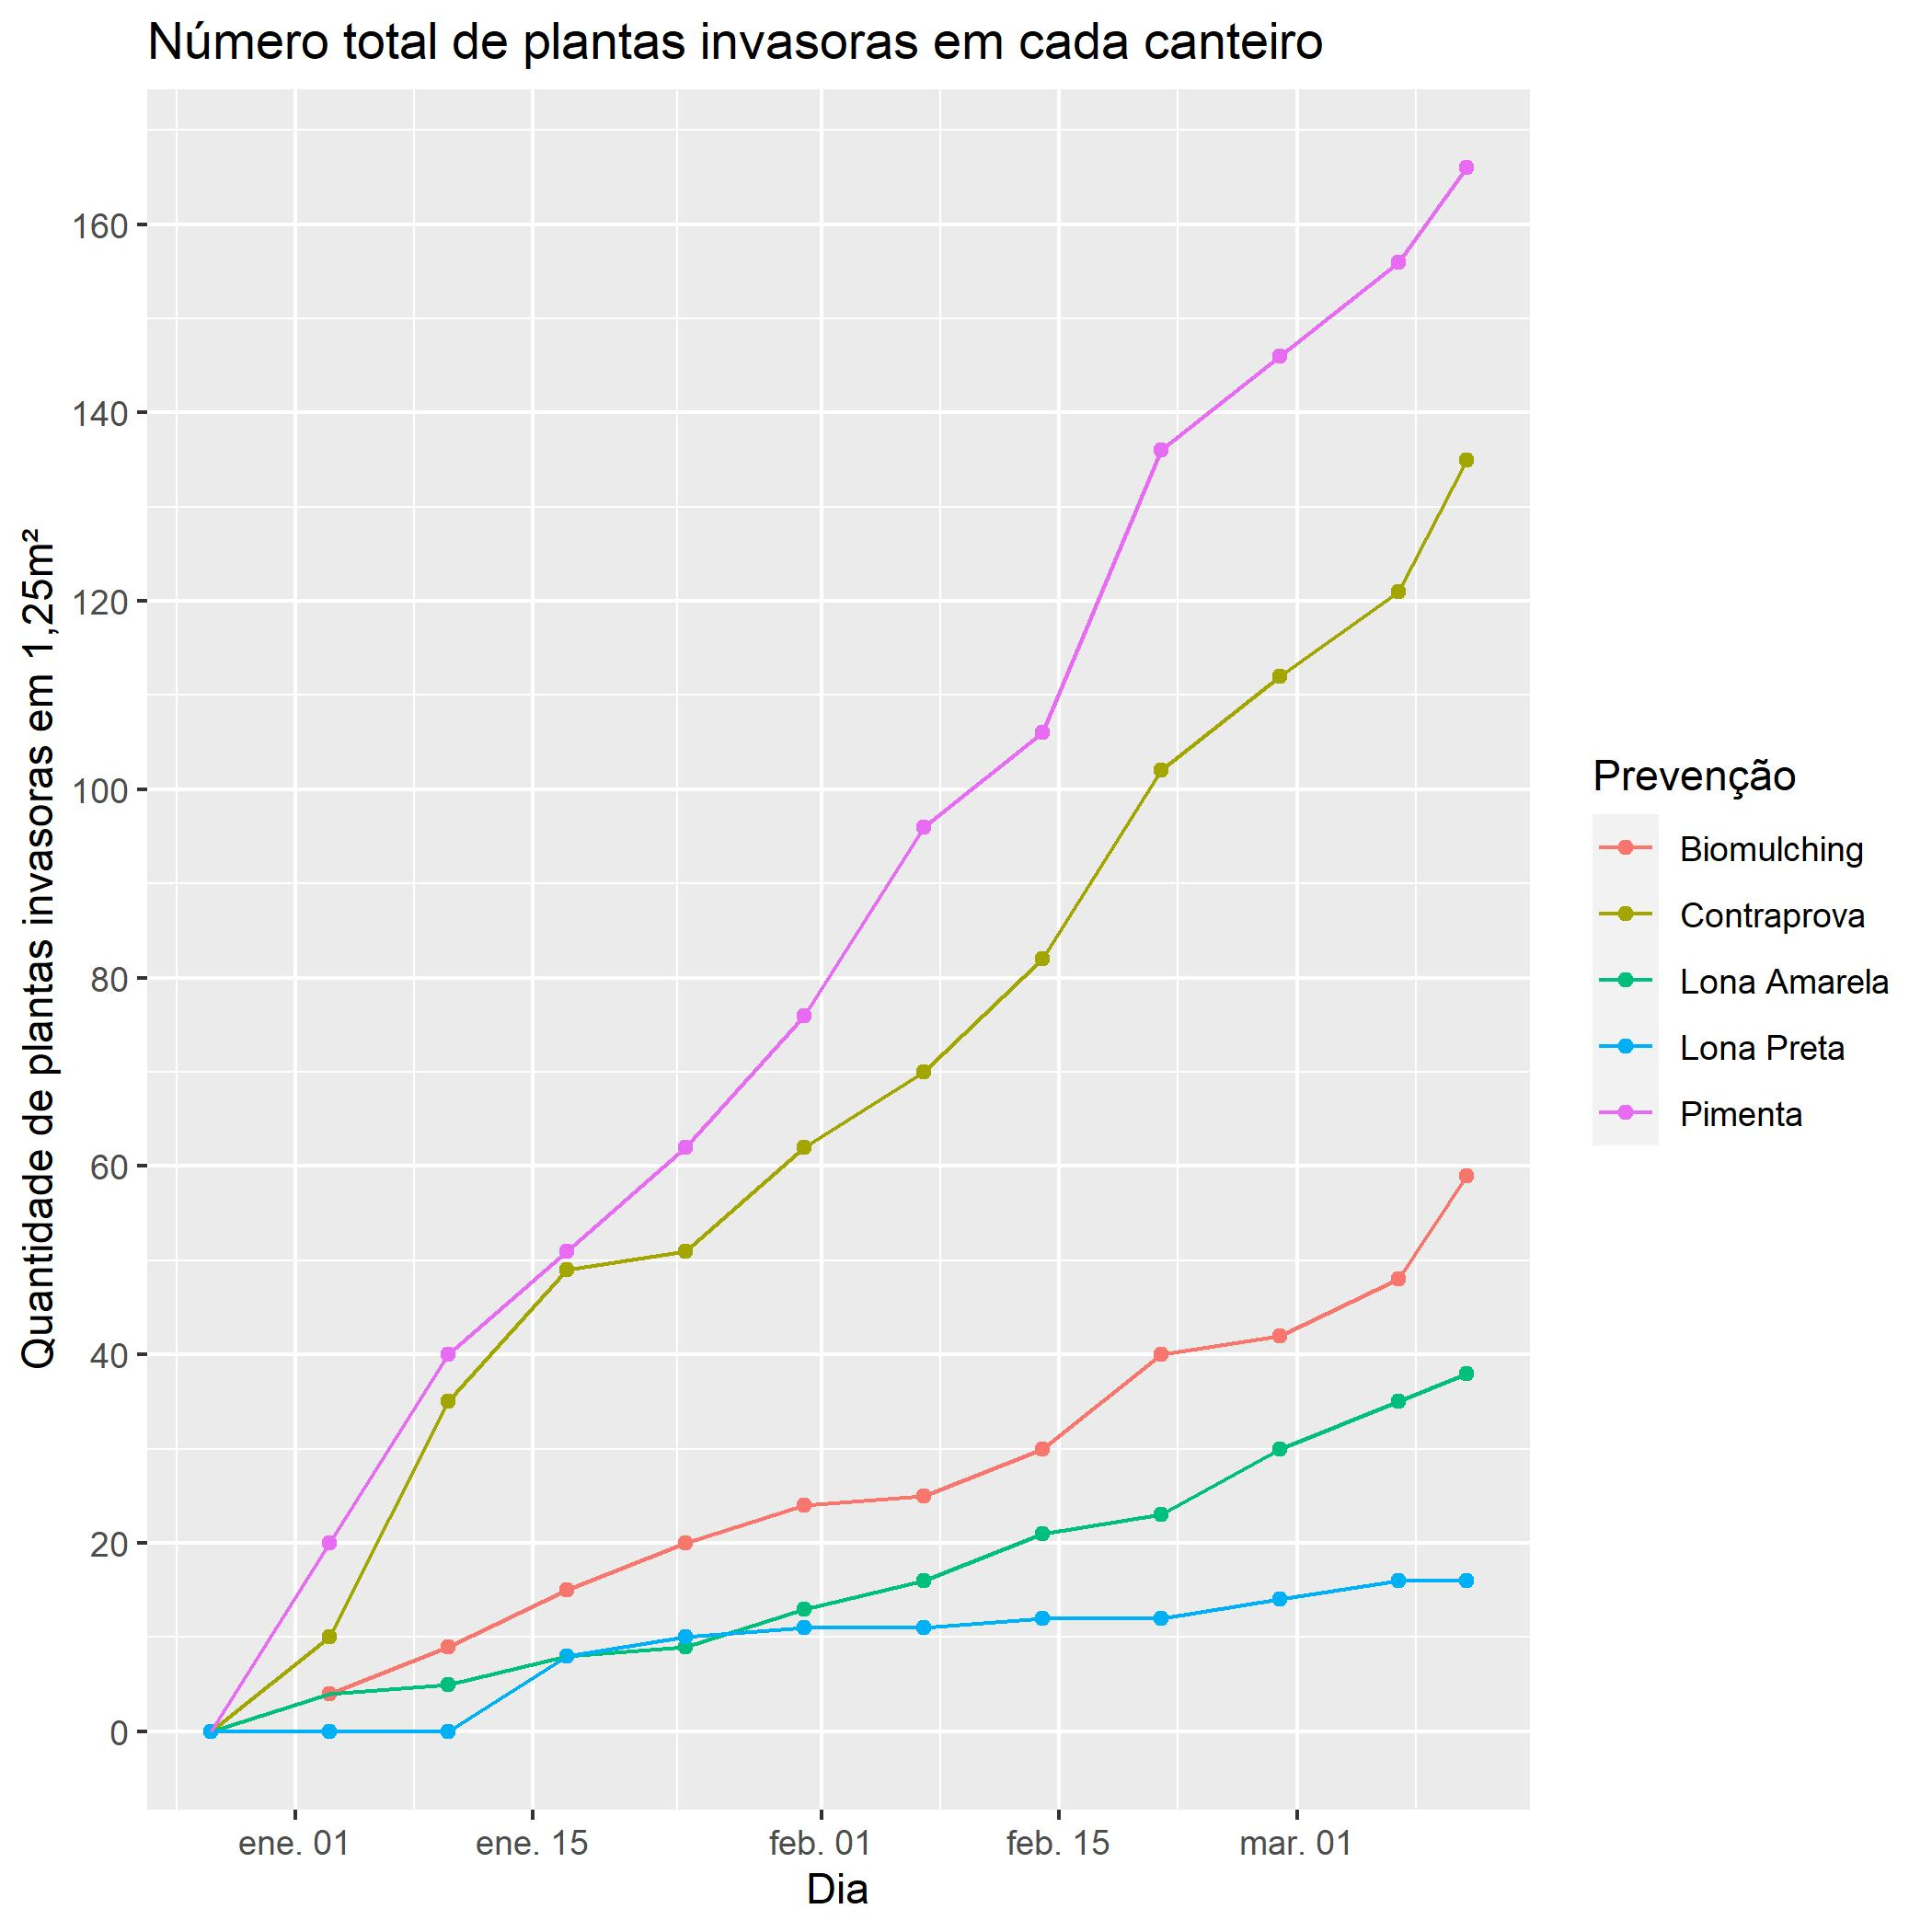 Número total de plantas invasoras em cada canteiro
Quantidade de plantas invasoras em 1,25m²
160
140
120
100
80
60
40
20
0
ene. 01
ene. 15
feb. 01
feb. 15
mar. 01
Dia
Prevenção
Biomulching
Contraprova
Lona Amarela
Lona Preta
Pimenta